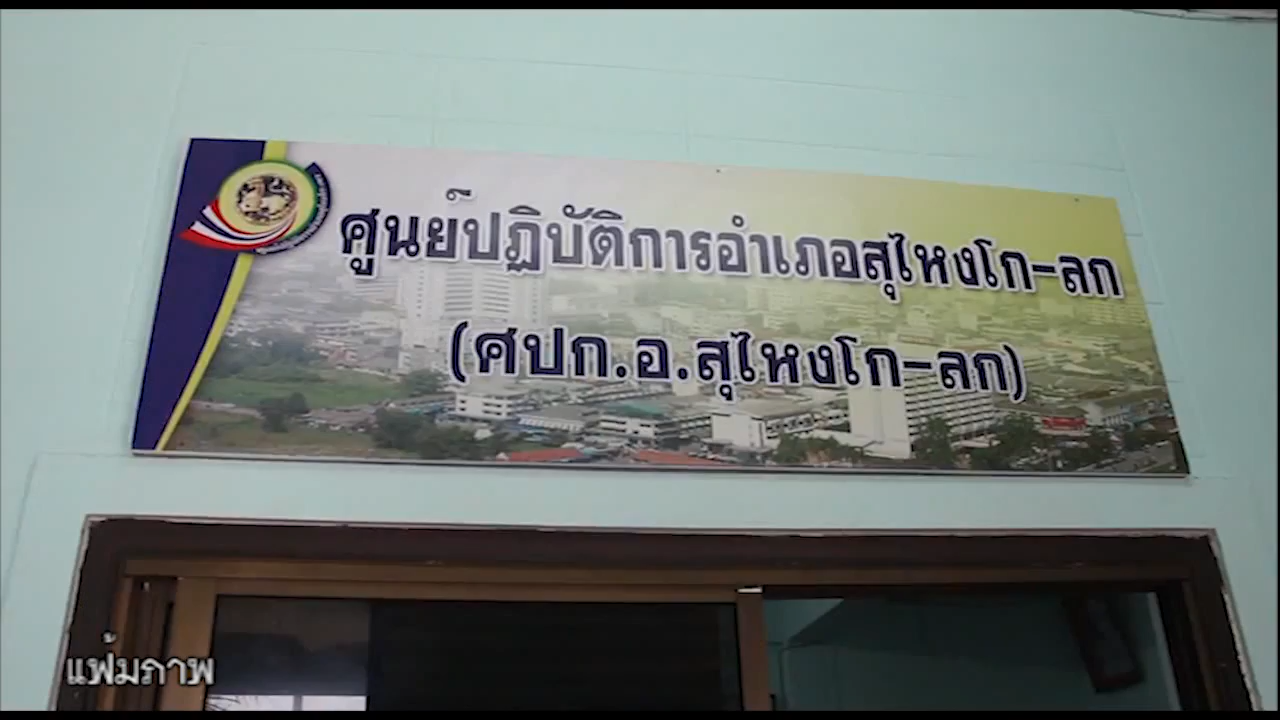 ศูนย์ปฏิบัติการอำเภอสุไหงโก-ลก
(ศปก.อ.สุไหงโก-ลก)
แฟ้มภาพ